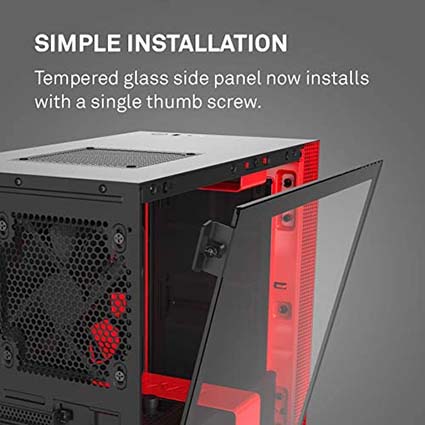 SIMPLE INSTALLATION
Tempered glass side panel now installs
with a single thumb screw.